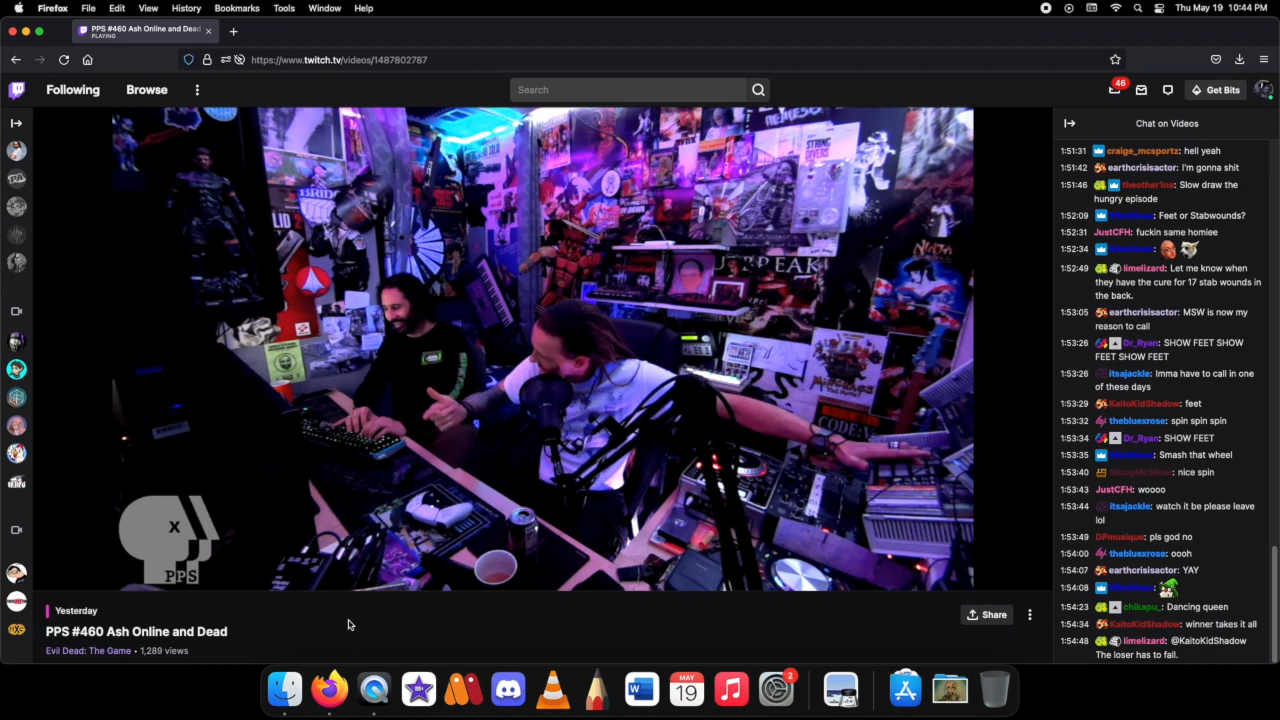 Firefox File Edit View History Bookmarks Tools Window Help
Thu May 19 10:44 PM
PPS #460 Ash Online and Dead
PLAYING
https://www.twitch.tv/videos/1487802787
Following Browse
Search
46
Get Bits
Chat on Videos
1:51:31 craige_mcsportz: hell yeah
1:51:42 earthcrisisactor: I'm gonna shit
1:51:46 theother1ne: Slow draw the
hungry episode
1:52:09 : Feet or Stabwounds?
1:52:31 JustCFH: fuckin same homiee
1:52:34
1:52:49 limelizard: Let me know when
they have the cure for 17 stab wounds in
the back.
1:53:05 earthcrisisactor: MSW is now my
reason to call
1:53:26 Dr_Ryan: SHOW FEET SHOW
FEET SHOW FEET
1:53:26 itsajackle: Imma have to call in one
of these days
1:53:29 KaitoKidShadow: feet
1:53:32 thebluexrose: spin spin spin
1:53:34 Dr_Ryan: SHOW FEET
1:53:35 : Smash that wheel
1:53:40 SliceyMcSlicer: nice spin
1:53:43 JustCFH: woooo
1:53:44 itsajackle: watch it be please leave
lol
1:53:49 DPmusique: pls god no
1:54:00 thebluexrose: oooh
1:54:07 earthcrisisactor: YAY
1:54:08
1:54:23 chikapu_: Dancing queen
1:54:34 KaitoKidShadow: winner takes it all
1:54:48 limelizard: @KaitoKidShadow
The loser has to fall.
STRING
DIVERS
OUTBREAK
NINJA
CODE:V
X
PPS
Yesterday
PPS #460 Ash Online and Dead
Evil Dead: The Game • 1,289 views
Share
MAY
19
2